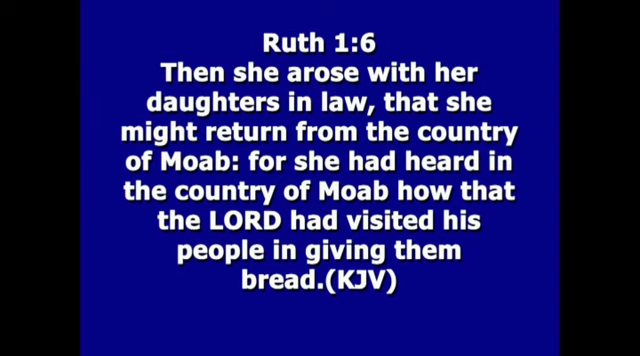 Ruth 1:6
Then she arose with her
daughters in law, that she
might return from the country
of Moab: for she had heard in
the country of Moab how that
the LORD had visited his
people in giving them
bread.(KJV)